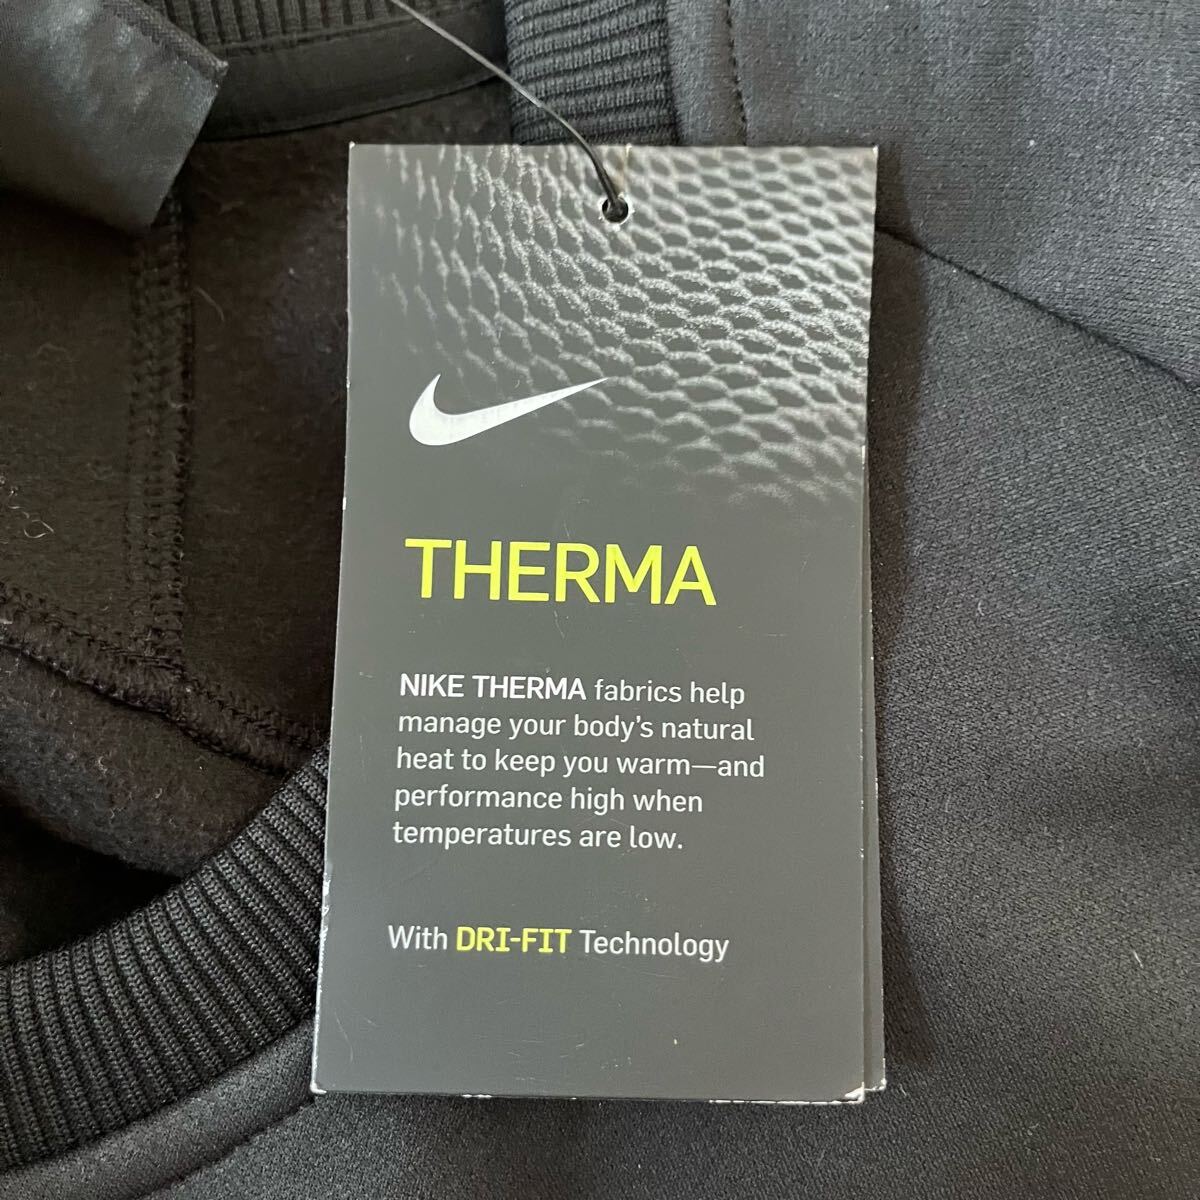 THERMA
NIKE THERMA fabrics help
manage your body's natural
heat to keep you warm—and
performance high when
temperatures are low.
With DRI-FIT Technology